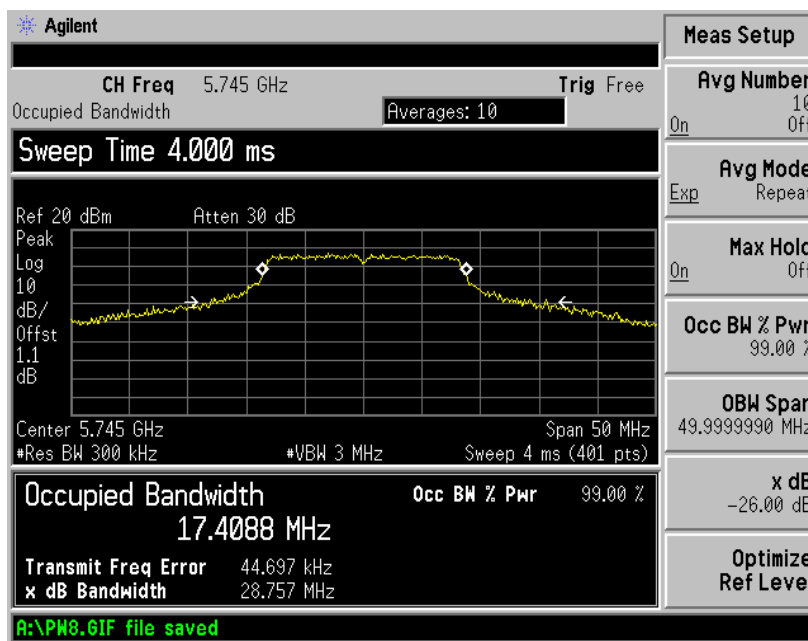 Agilent
CH Freq 5.745 GHz Trig Free
Occupied Bandwidth Averages: 10
Sweep Time 4.000 ms
Ref 20 dBm Atten 30 dB
Peak
Log
10
dB/
Offst
1.1
dB
Center 5.745 GHz Span 50 MHz
#Res BW 300 kHz #VBW 3 MHz Sweep 4 ms (401 pts)
Occupied Bandwidth Occ BW % Pwr 99.00 %
17.4088 MHz
Transmit Freq Error 44.697 kHz
x dB Bandwidth 28.757 MHz
A:\PW8.GIF file saved
Meas Setup
Avg Number
10
On Off
Avg Mode
Exp Repeat
Max Hold
On Off
Occ BW % Pwr
99.00 %
OBW Span
49.9999990 MHz
x dB
-26.00 dB
Optimize
Ref Level